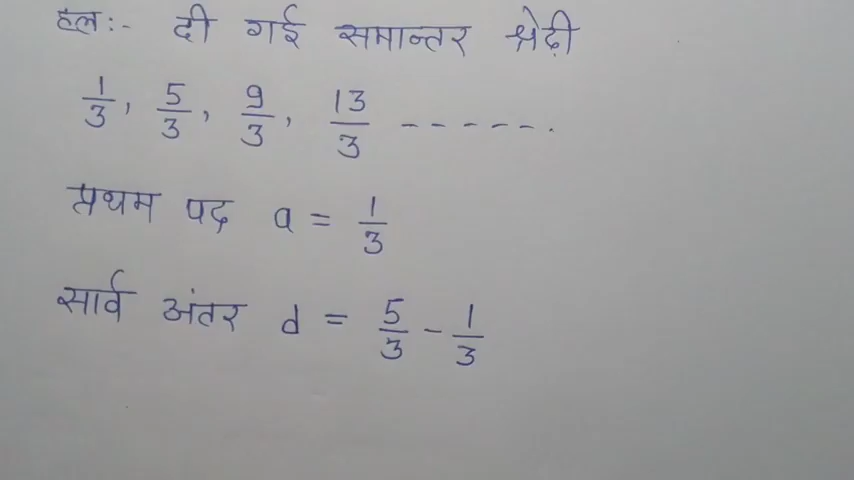 हल:- दी गई समान्तर श्रेढ़ी
1/3, 5/3, 9/3, 13/3 ------.
प्रथम पद a = 1/3
सार्व अंतर d = 5/3 - 1/3